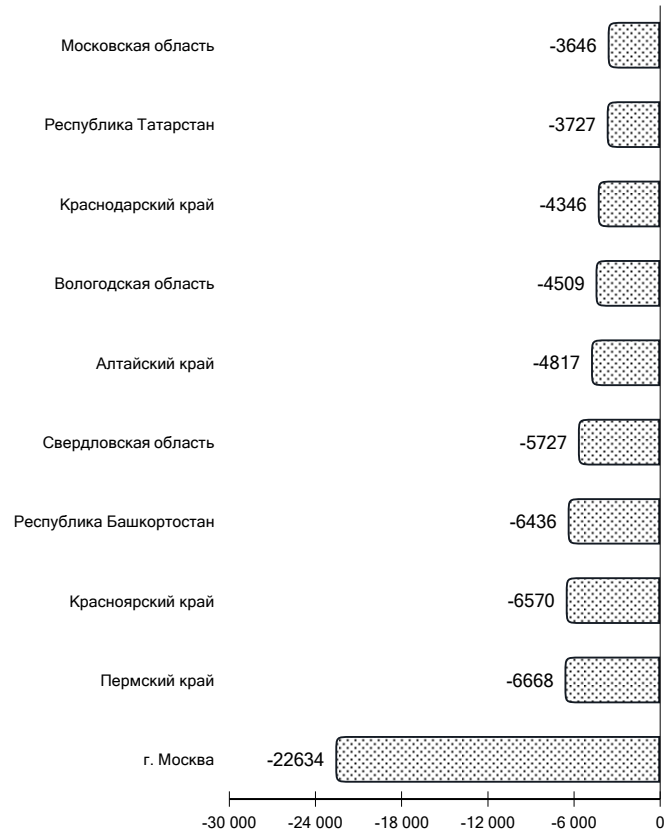 Московская область -3646
Республика Татарстан -3727
Краснодарский край -4346
Вологодская область -4509
Алтайский край -4817
Свердловская область -5727
Республика Башкортостан -6436
Красноярский край -6570
Пермский край -6668
г. Москва -22634
-30 000 -24 000 -18 000 -12 000 -6 000 0